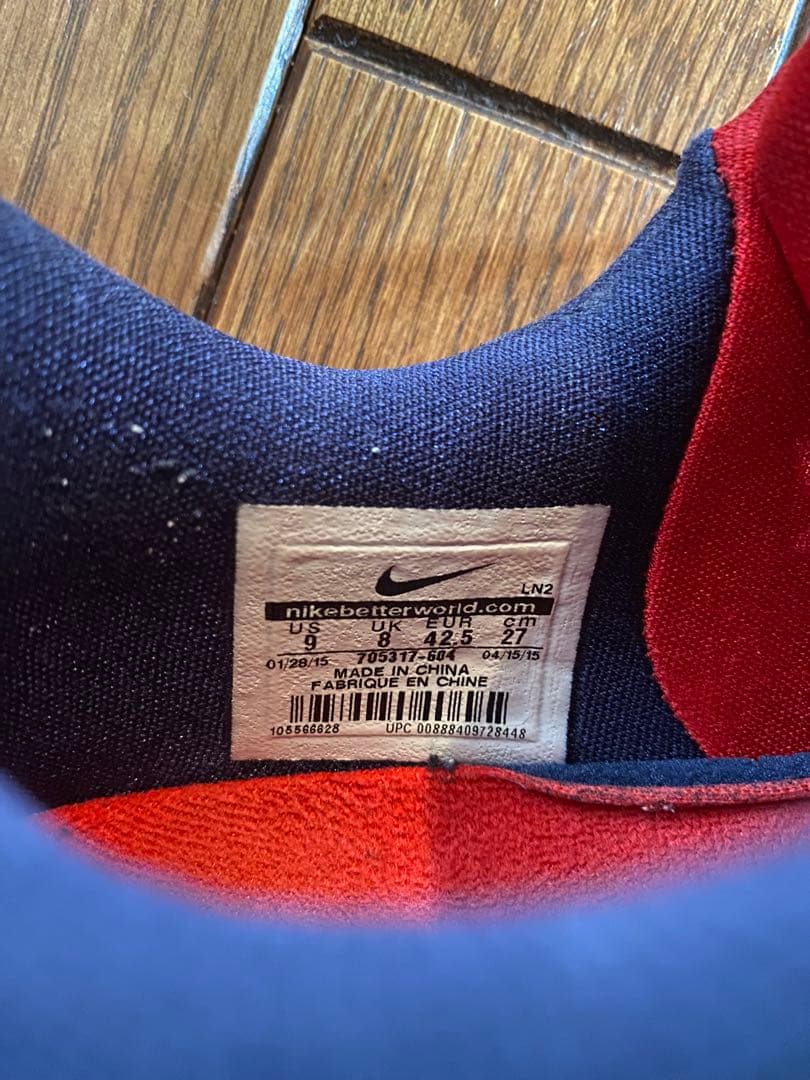 LN2
nikebetterworld.com
US UK EUR cm
9 8 42.5 27
01/28/15 705317-604 04/15/15
MADE IN CHINA
FABRIQUE EN CHINE
105566628 UPC 00888409728448